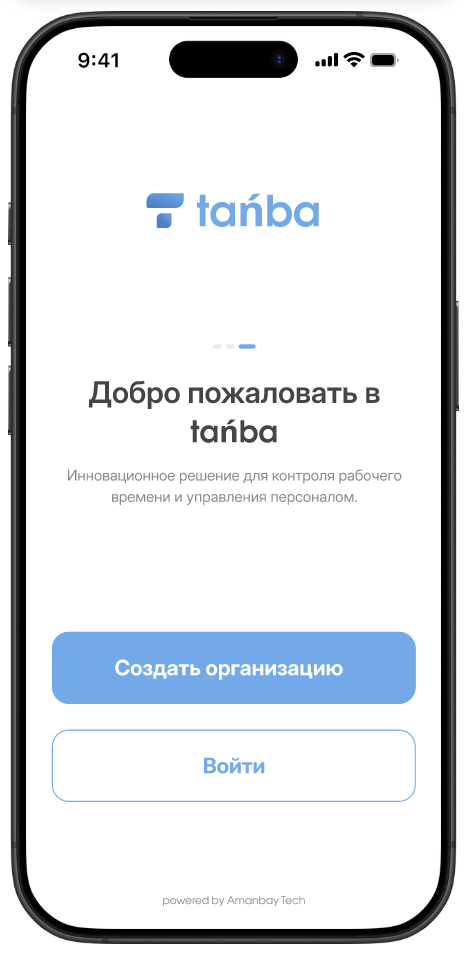 9:41
tańba
Добро пожаловать в
tańba
Инновационное решение для контроля рабочего
времени и управления персоналом.
Создать организацию
Войти
powered by Amanbay Tech